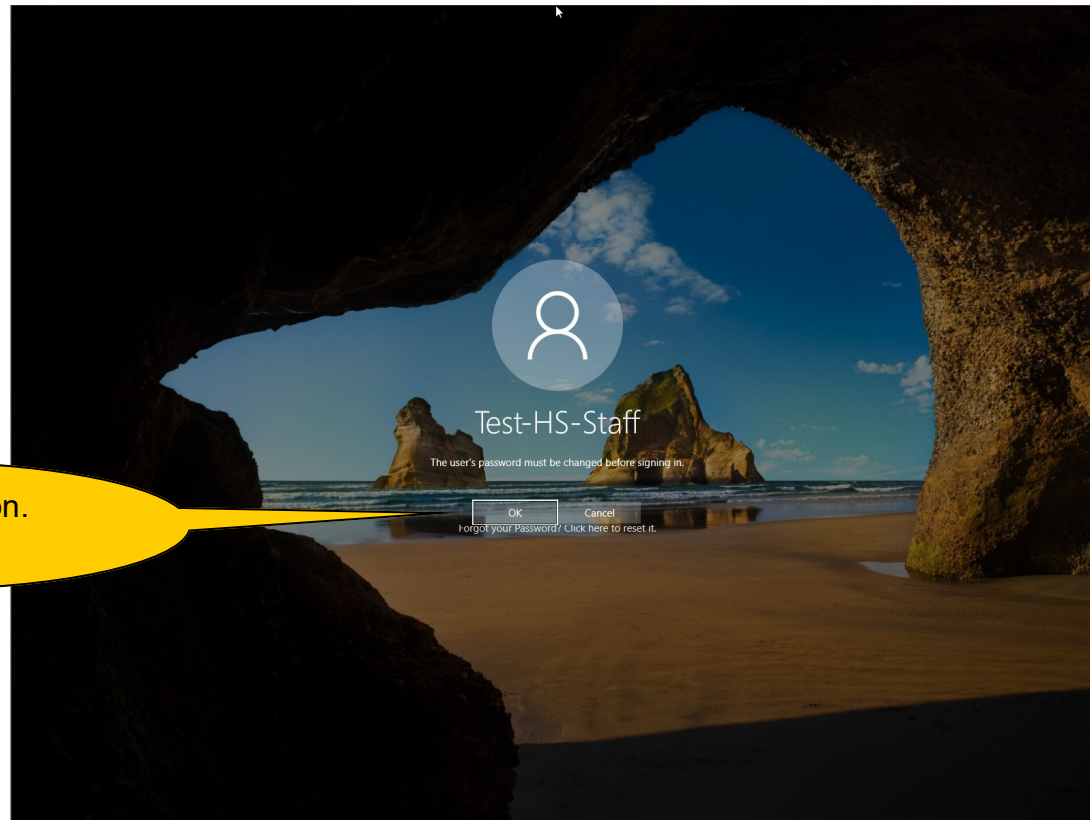 Test-HS-Staff
The user's password must be changed before signing in.
on.
OK
Cancel
Forgot your Password? Click here to reset it.